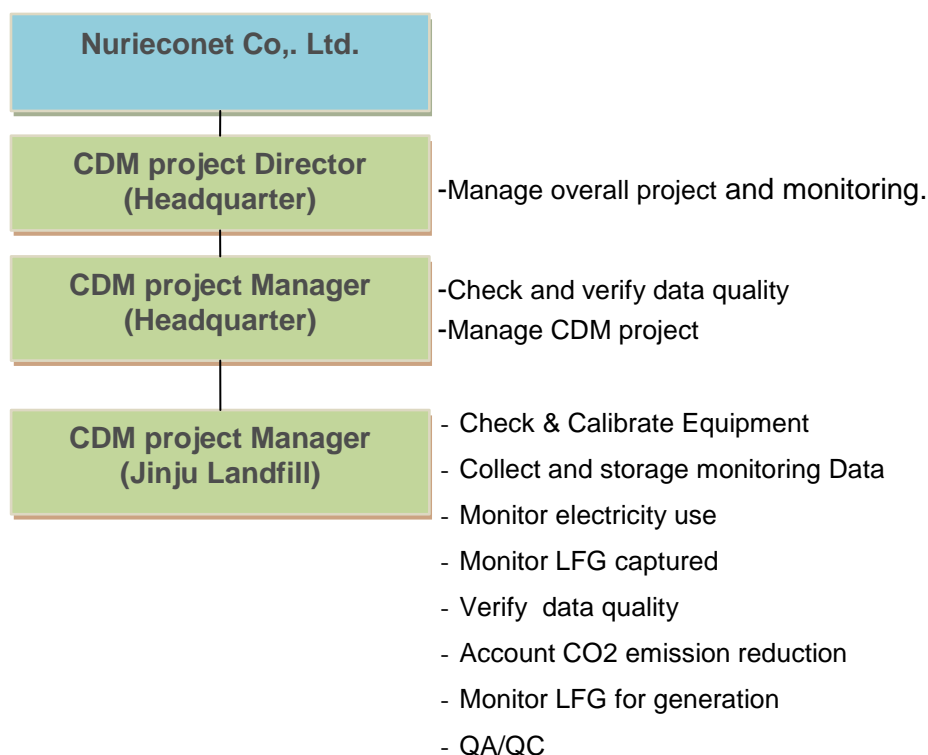 Nurieconet Co,. Ltd.
CDM project Director
(Headquarter)
-Manage overall project and monitoring.
CDM project Manager
(Headquarter)
-Check and verify data quality
-Manage CDM project
CDM project Manager
(Jinju Landfill)
- Check & Calibrate Equipment
- Collect and storage monitoring Data
- Monitor electricity use
- Monitor LFG captured
- Verify data quality
- Account CO2 emission reduction
- Monitor LFG for generation
- QA/QC